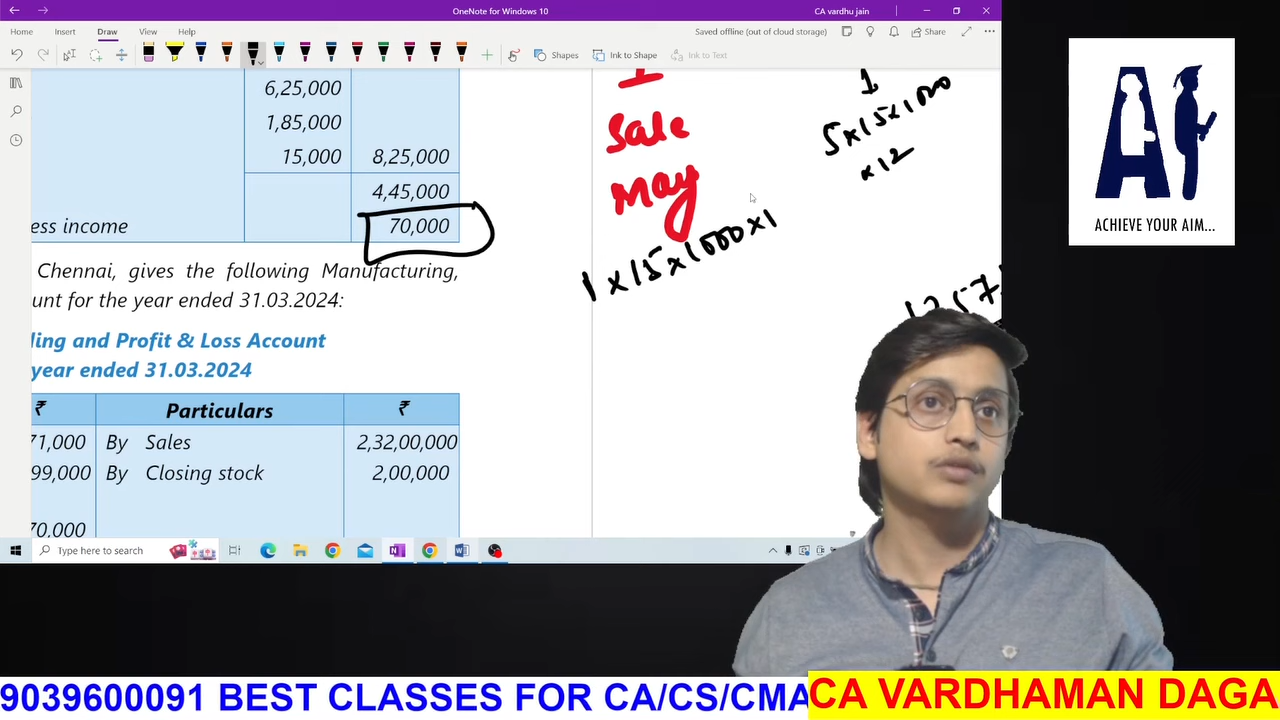 OneNote for Windows 10
CA vardhu jain
Home Insert Draw View Help
Saved offline (out of cloud storage)
Share
Shapes
Ink to Shape
Ink to Text
6,25,000
1,85,000
15,000 8,25,000
4,45,000
ess income 70,000
Chennai, gives the following Manufacturing,
unt for the year ended 31.03.2024:
ling and Profit & Loss Account
year ended 31.03.2024
₹ Particulars ₹
71,000 By Sales 2,32,00,000
99,000 By Closing stock 2,00,000
70,000
I
Sale
May
1×15×1000×1
1
5×15×1000
×12
1257
ACHIEVE YOUR AIM...
Type here to search
9039600091 BEST CLASSES FOR CA/CS/CMA
CA VARDHAMAN DAGA